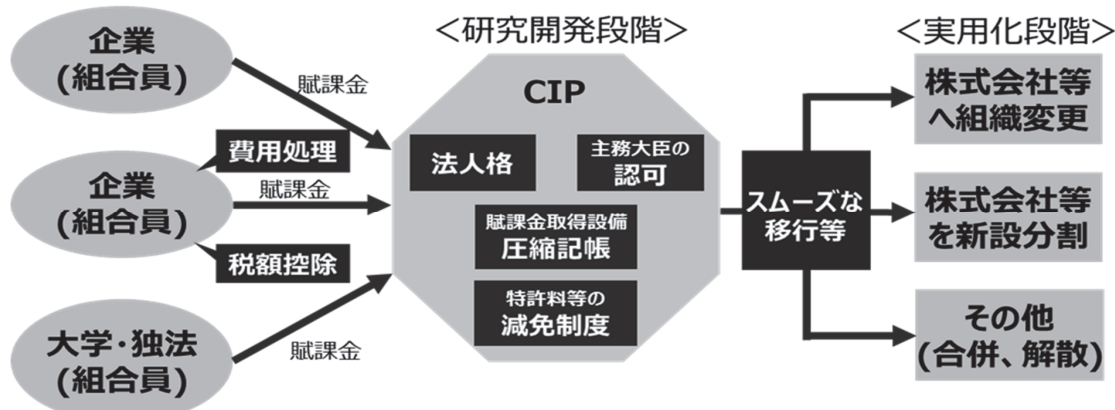 企業
(組合員)
賦課金
費用処理
企業
(組合員)
賦課金
税額控除
大学・独法
(組合員)
賦課金
＜研究開発段階＞
CIP
法人格
主務大臣の
認可
賦課金取得設備
圧縮記帳
特許料等の
減免制度
スムーズな
移行等
＜実用化段階＞
株式会社等
へ組織変更
株式会社等
を新設分割
その他
(合併、解散)